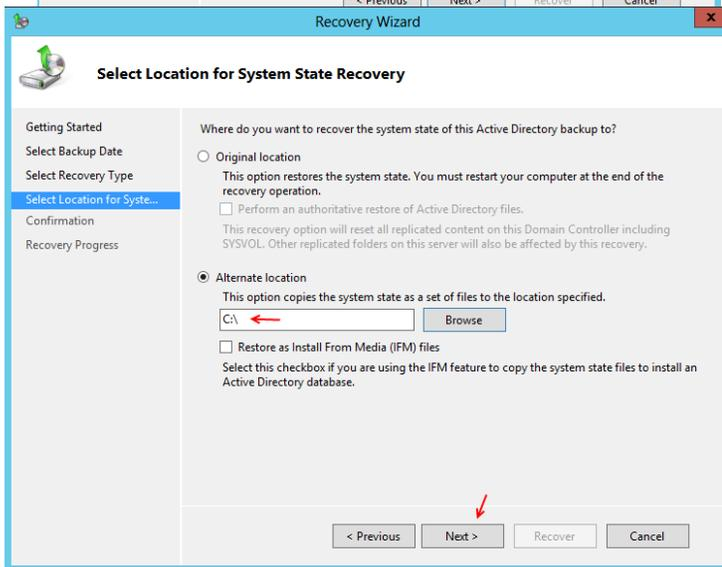 < Previous Next > Recover Cancel
Recovery Wizard
x
Select Location for System State Recovery
Getting Started
Select Backup Date
Select Recovery Type
Select Location for Syste...
Confirmation
Recovery Progress
Where do you want to recover the system state of this Active Directory backup to?
Original location
This option restores the system state. You must restart your computer at the end of the
recovery operation.
Perform an authoritative restore of Active Directory files.
This recovery option will reset all replicated content on this Domain Controller including
SYSVOL. Other replicated folders on this server will also be affected by this recovery.
Alternate location
This option copies the system state as a set of files to the location specified.
C:\
Browse
Restore as Install From Media (IFM) files
Select this checkbox if you are using the IFM feature to copy the system state files to install an
Active Directory database.
< Previous Next > Recover Cancel